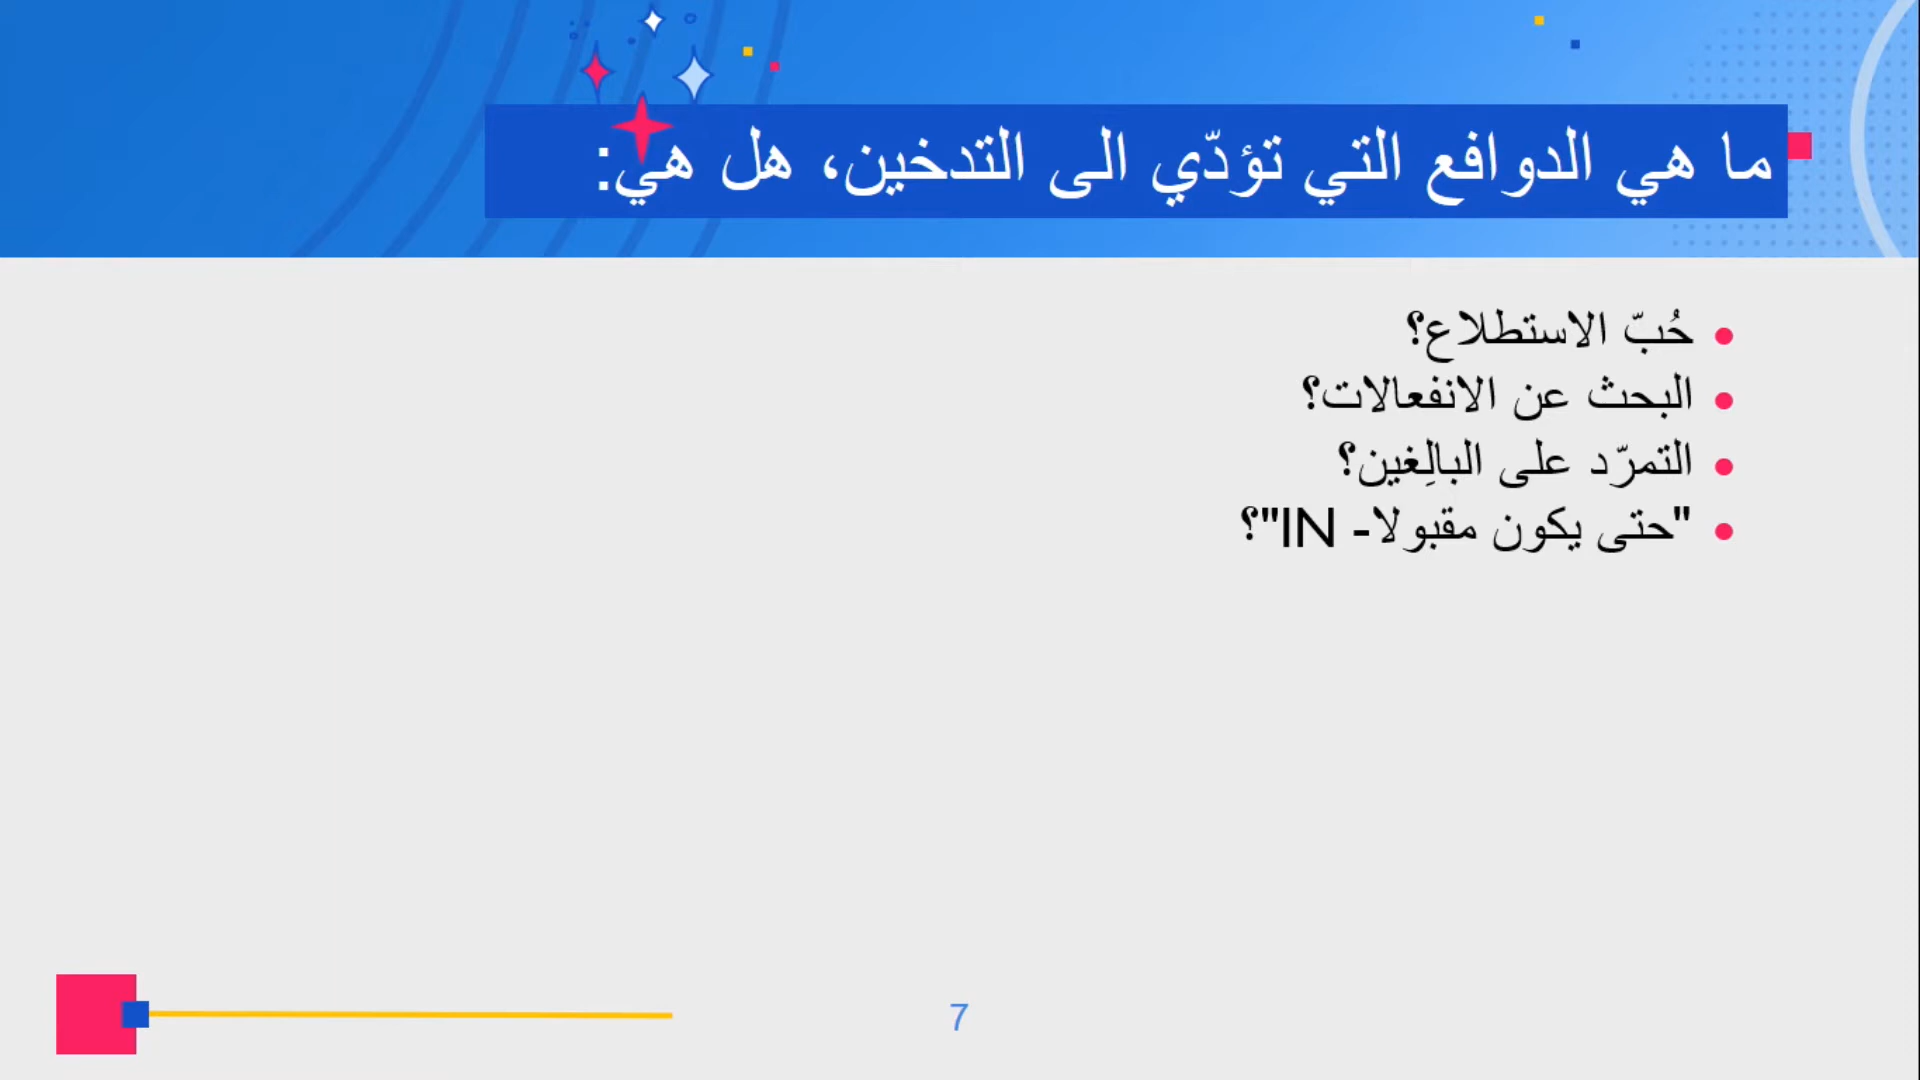 ما هي الدوافع التي تؤدّي الى التدخين، هل هي:
• حُبّ الاستطلاع؟
• البحث عن الانفعالات؟
• التمرّد على البالِغين؟
• "حتى يكون مقبولا- IN"؟
7